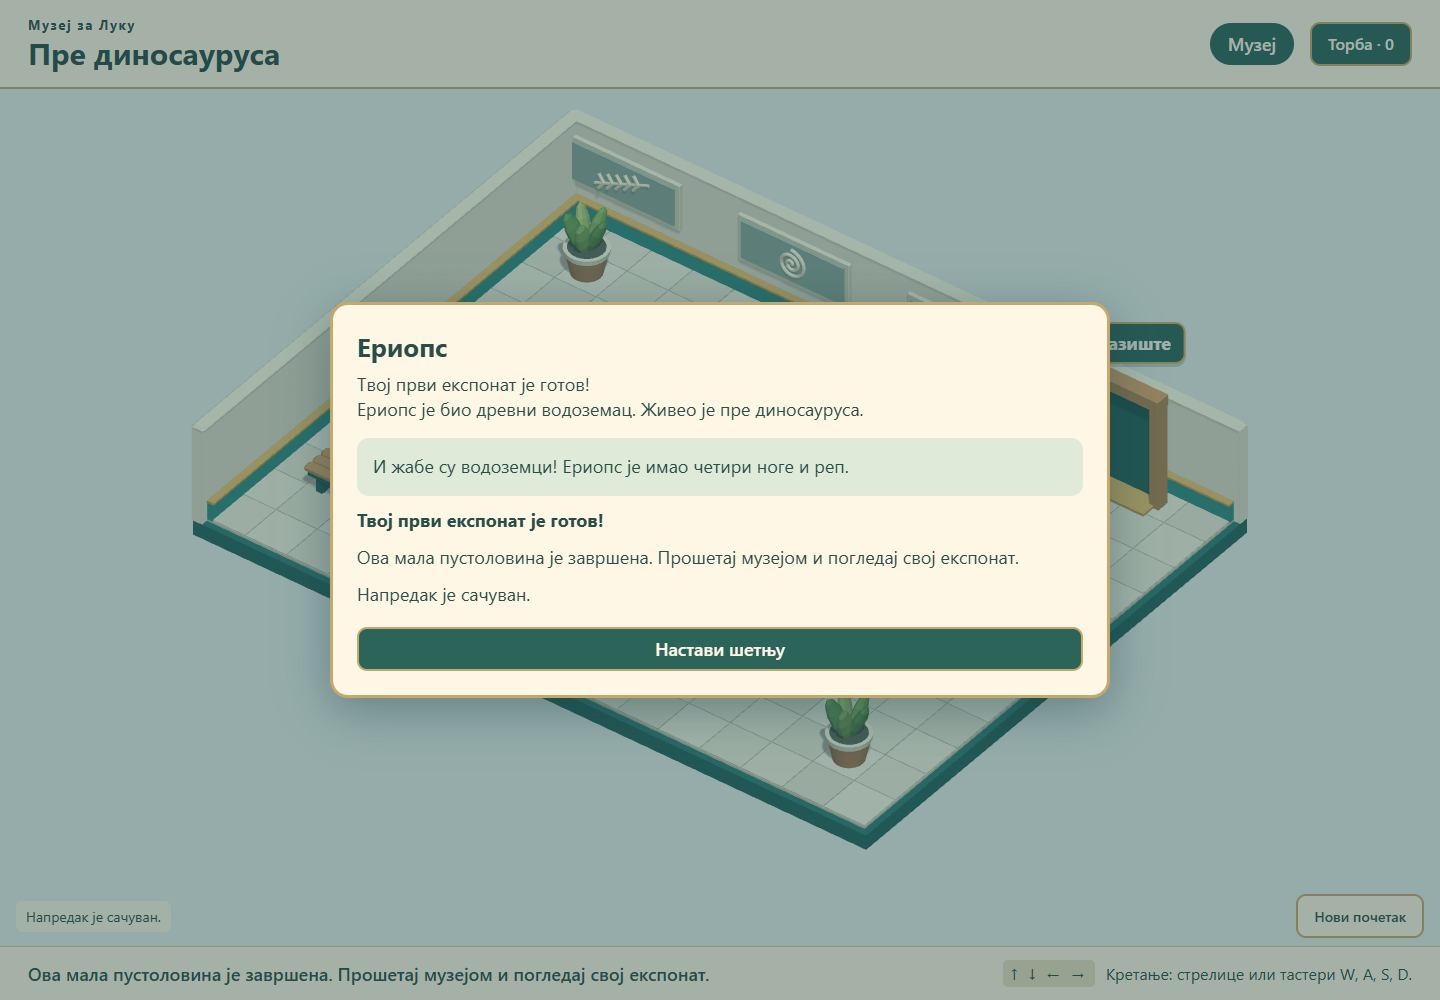 Музеј за Луку
Пре диносауруса
Музеј
Торба · 0
Ериопс
Твој први експонат је готов!
Ериопс је био древни водоземац. Живео је пре диносауруса.
И жабе су водоземци! Ериопс је имао четири ноге и реп.
Твој први експонат је готов!
Ова мала пустоловина је завршена. Прошетај музејом и погледај свој експонат.
Напредак је сачуван.
Настави шетњу
Напредак је сачуван.
Нови почетак
Ова мала пустоловина је завршена. Прошетај музејом и погледај свој експонат.
↑ ↓ ← → Кретање: стрелице или тастери W, A, S, D.